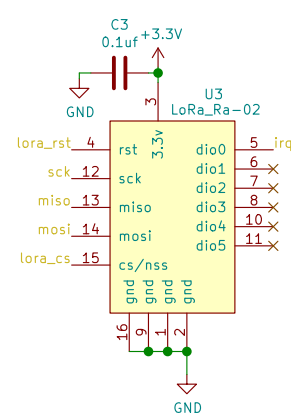 C3
0.1uf
+3.3V
GND
3
U3
LoRa_Ra-02
3.3v
lora_rst 4 rst
dio0 5 irq
dio1 6
sck 12 sck
dio2 7
miso 13 miso
dio3 8
mosi 14 mosi
dio4 10
dio5 11
lora_cs 15 cs/nss
gnd gnd gnd gnd
16 9 1 2
GND